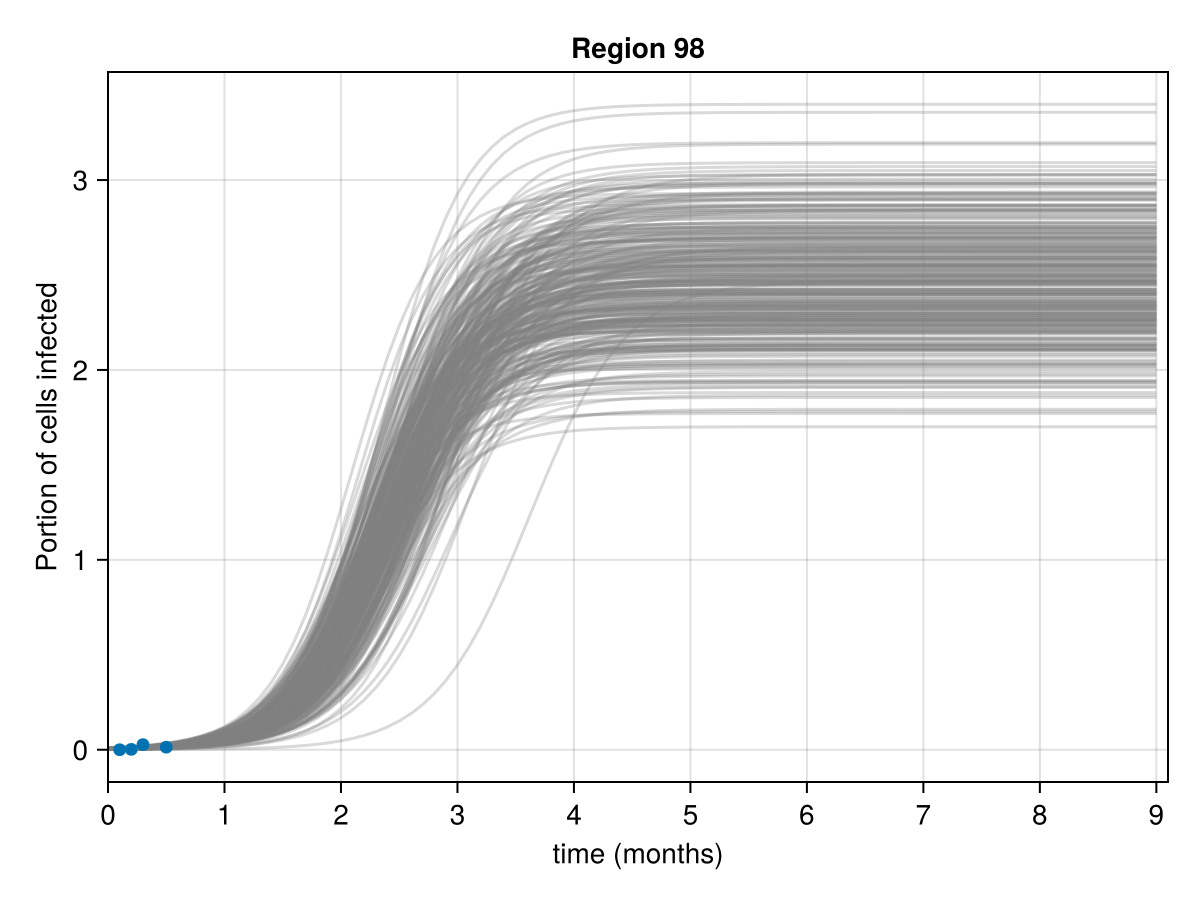 Region 98
Portion of cells infected
3
2
1
0
0 1 2 3 4 5 6 7 8 9
time (months)